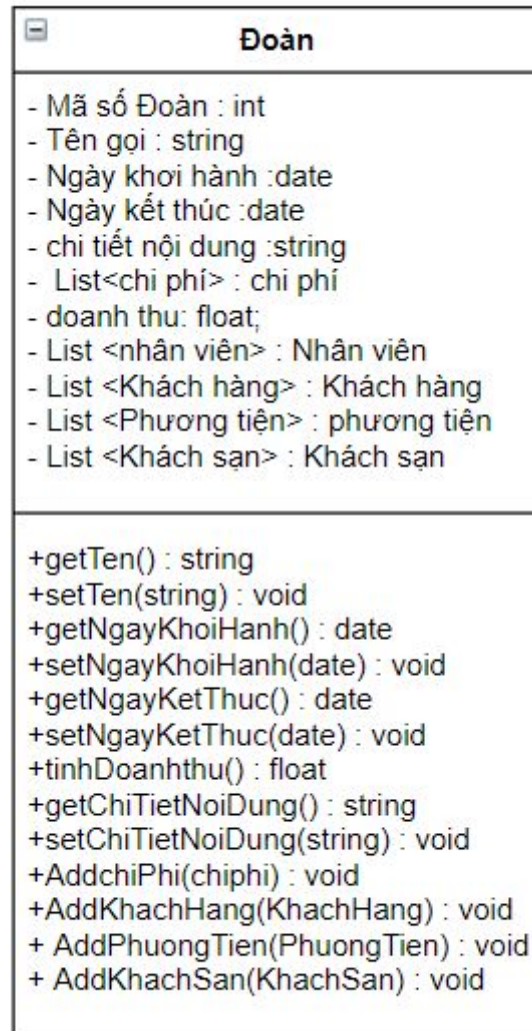 Đoàn
- Mã số Đoàn : int
- Tên gọi : string
- Ngày khơi hành :date
- Ngày kết thúc :date
- chi tiết nội dung :string
-  List<chi phí> : chi phí
- doanh thu: float;
- List <nhân viên> : Nhân viên
- List <Khách hàng> : Khách hàng
- List <Phương tiện> : phương tiện
- List <Khách sạn> : Khách sạn
+getTen() : string
+setTen(string) : void
+getNgayKhoiHanh() : date
+setNgayKhoiHanh(date) : void
+getNgayKetThuc() : date
+setNgayKetThuc(date) : void
+tinhDoanhthu() : float
+getChiTietNoiDung() : string
+setChiTietNoiDung(string) : void
+AddchiPhi(chiphi) : void
+AddKhachHang(KhachHang) : void
+ AddPhuongTien(PhuongTien) : void
+ AddKhachSan(KhachSan) : void